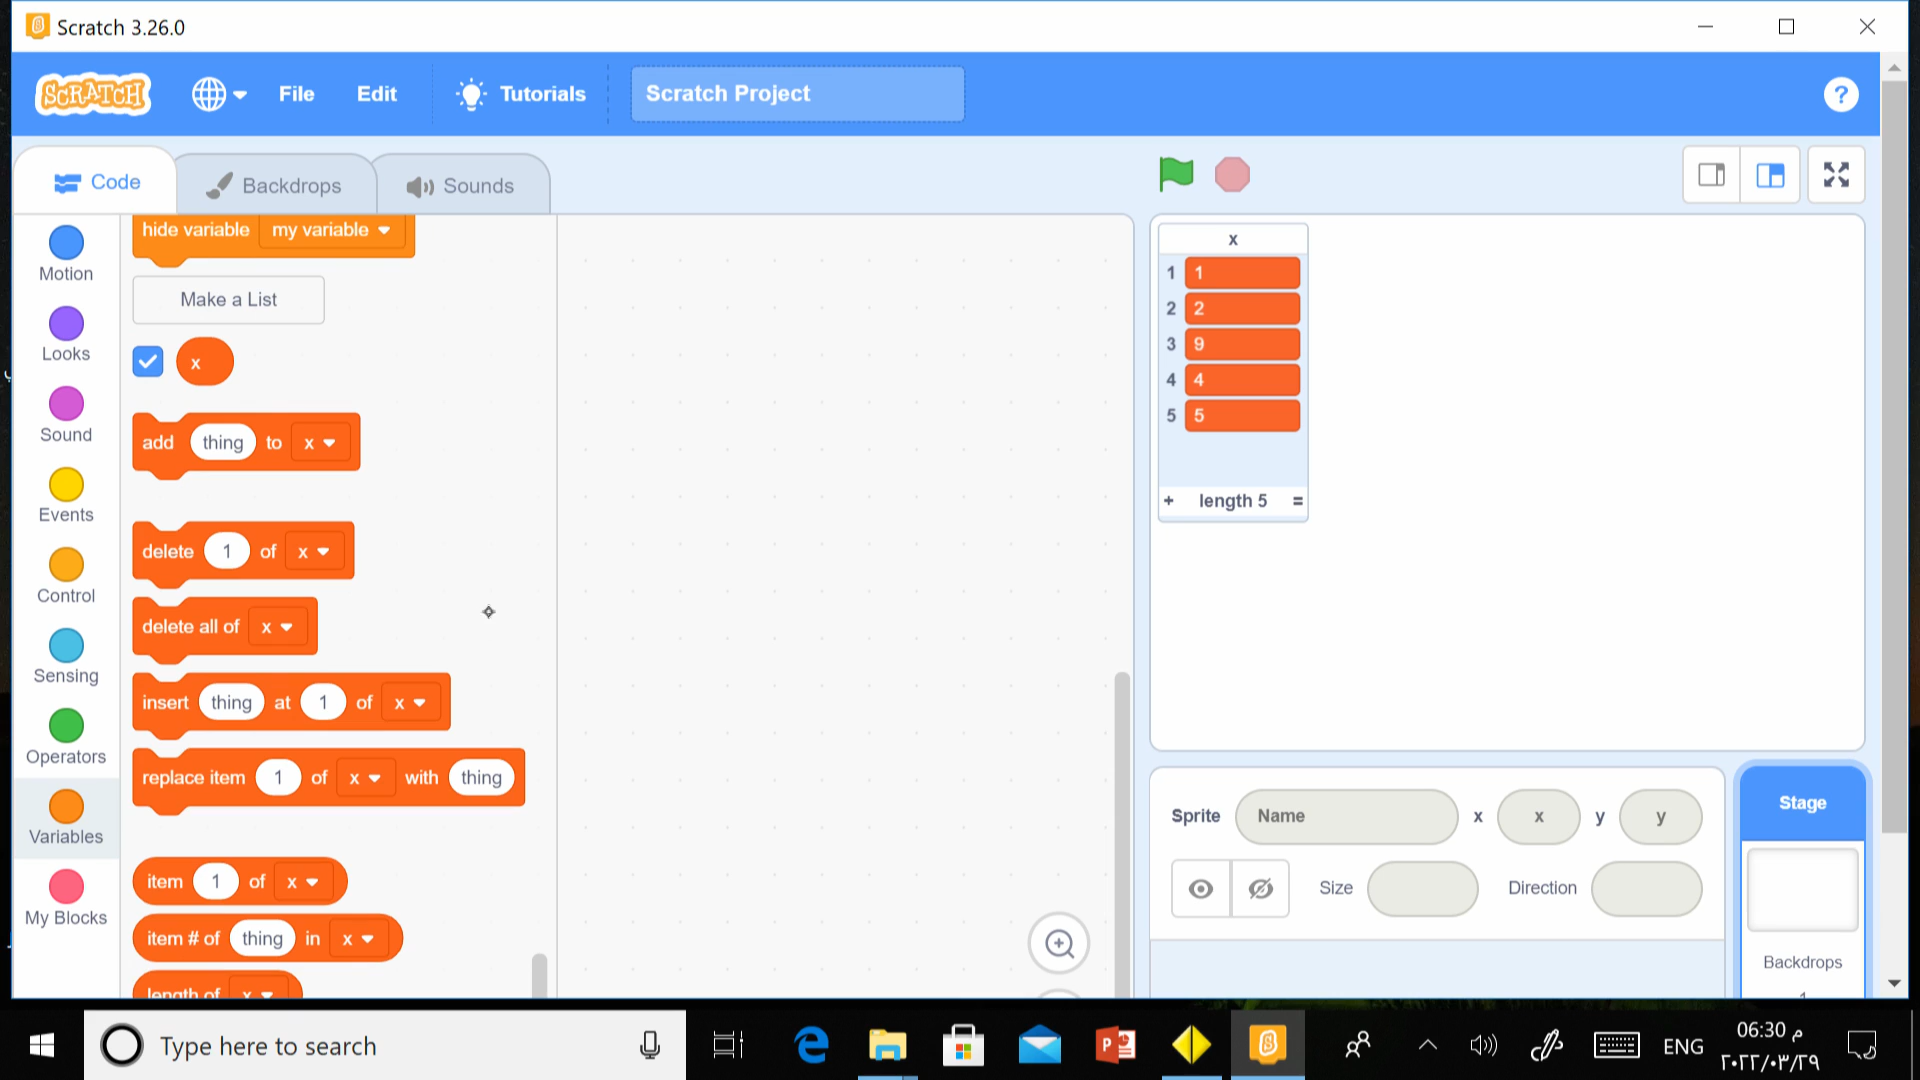 Scratch 3.26.0
SCRATCH
File
Edit
Tutorials
Scratch Project
?
Code
Backdrops
Sounds
Motion
Looks
Sound
Events
Control
Sensing
Operators
Variables
My Blocks
hide variable my variable
Make a List
x
add thing to x
delete 1 of x
delete all of x
insert thing at 1 of x
replace item 1 of x with thing
item 1 of x
item # of thing in x
length of x
x
1 1
2 2
3 9
4 4
5 5
+ length 5 =
Sprite Name x x y y
Size
Direction
Stage
Backdrops
Type here to search
ENG
06:30 م
٢٠٢٢/٠٣/٢٩